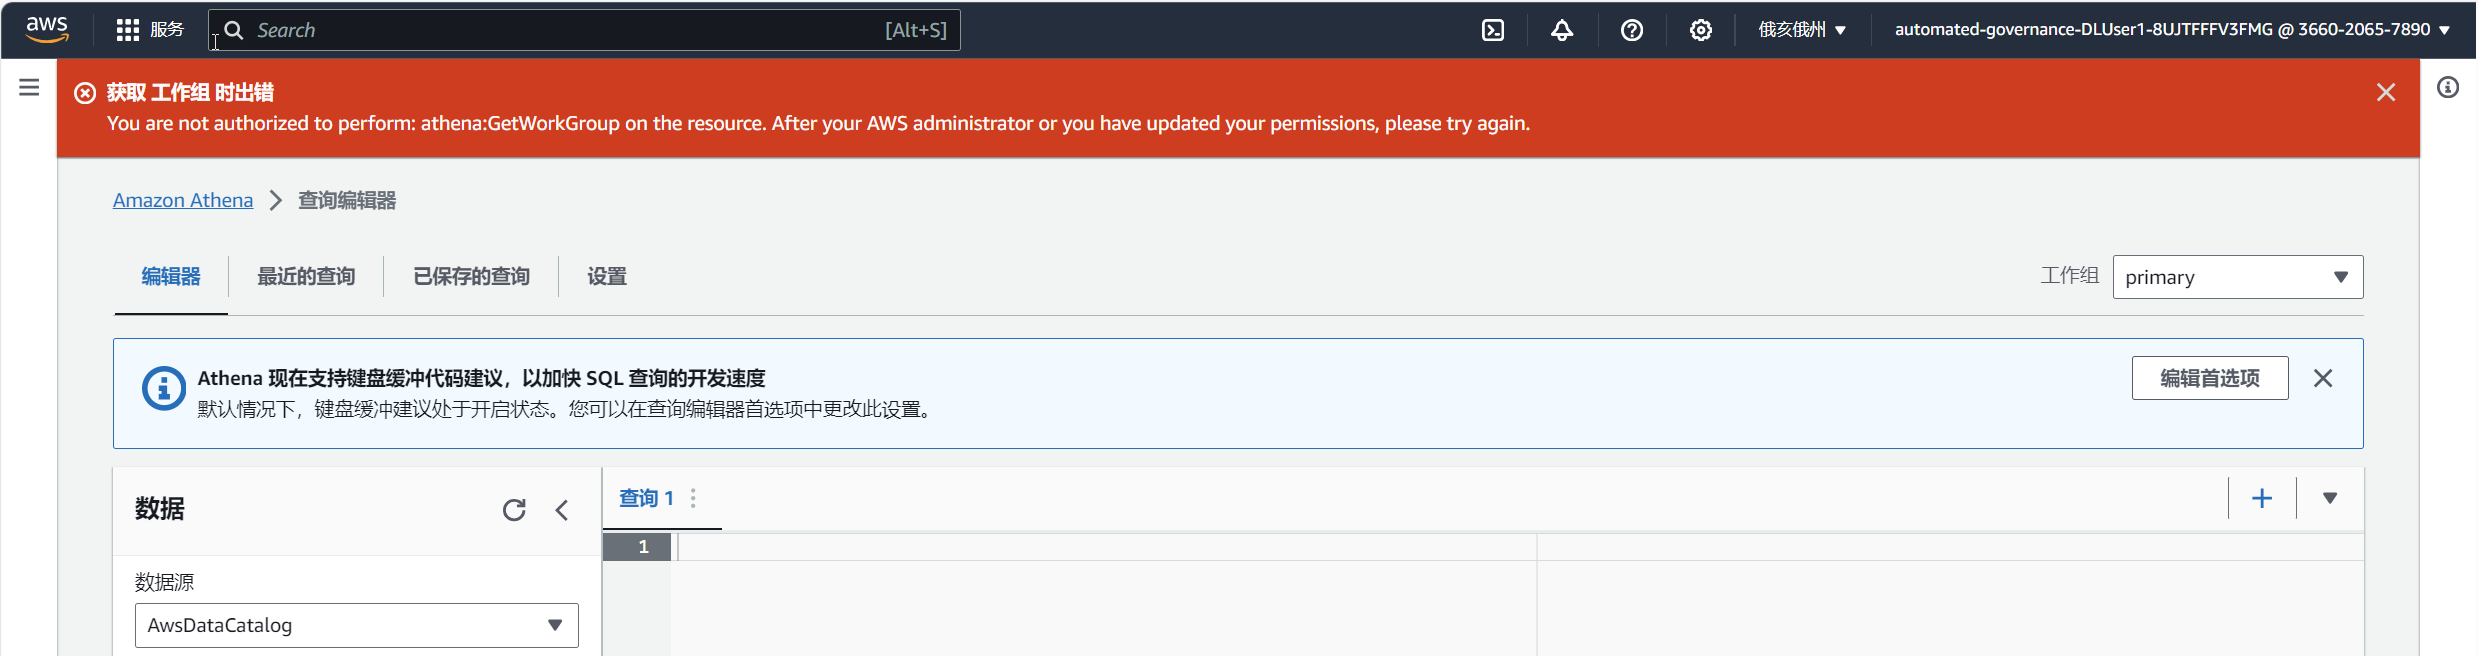 aws
服务
Search
[Alt+S]
俄亥俄州
automated-governance-DLUser1-8UJTFFFV3FMG @ 3660-2065-7890
获取 工作组 时出错
You are not authorized to perform: athena:GetWorkGroup on the resource. After your AWS administrator or you have updated your permissions, please try again.
Amazon Athena
查询编辑器
编辑器
最近的查询
已保存的查询
设置
工作组
primary
Athena 现在支持键盘缓冲代码建议，以加快 SQL 查询的开发速度
默认情况下，键盘缓冲建议处于开启状态。您可以在查询编辑器首选项中更改此设置。
编辑首选项
数据
查询 1
1
数据源
AwsDataCatalog